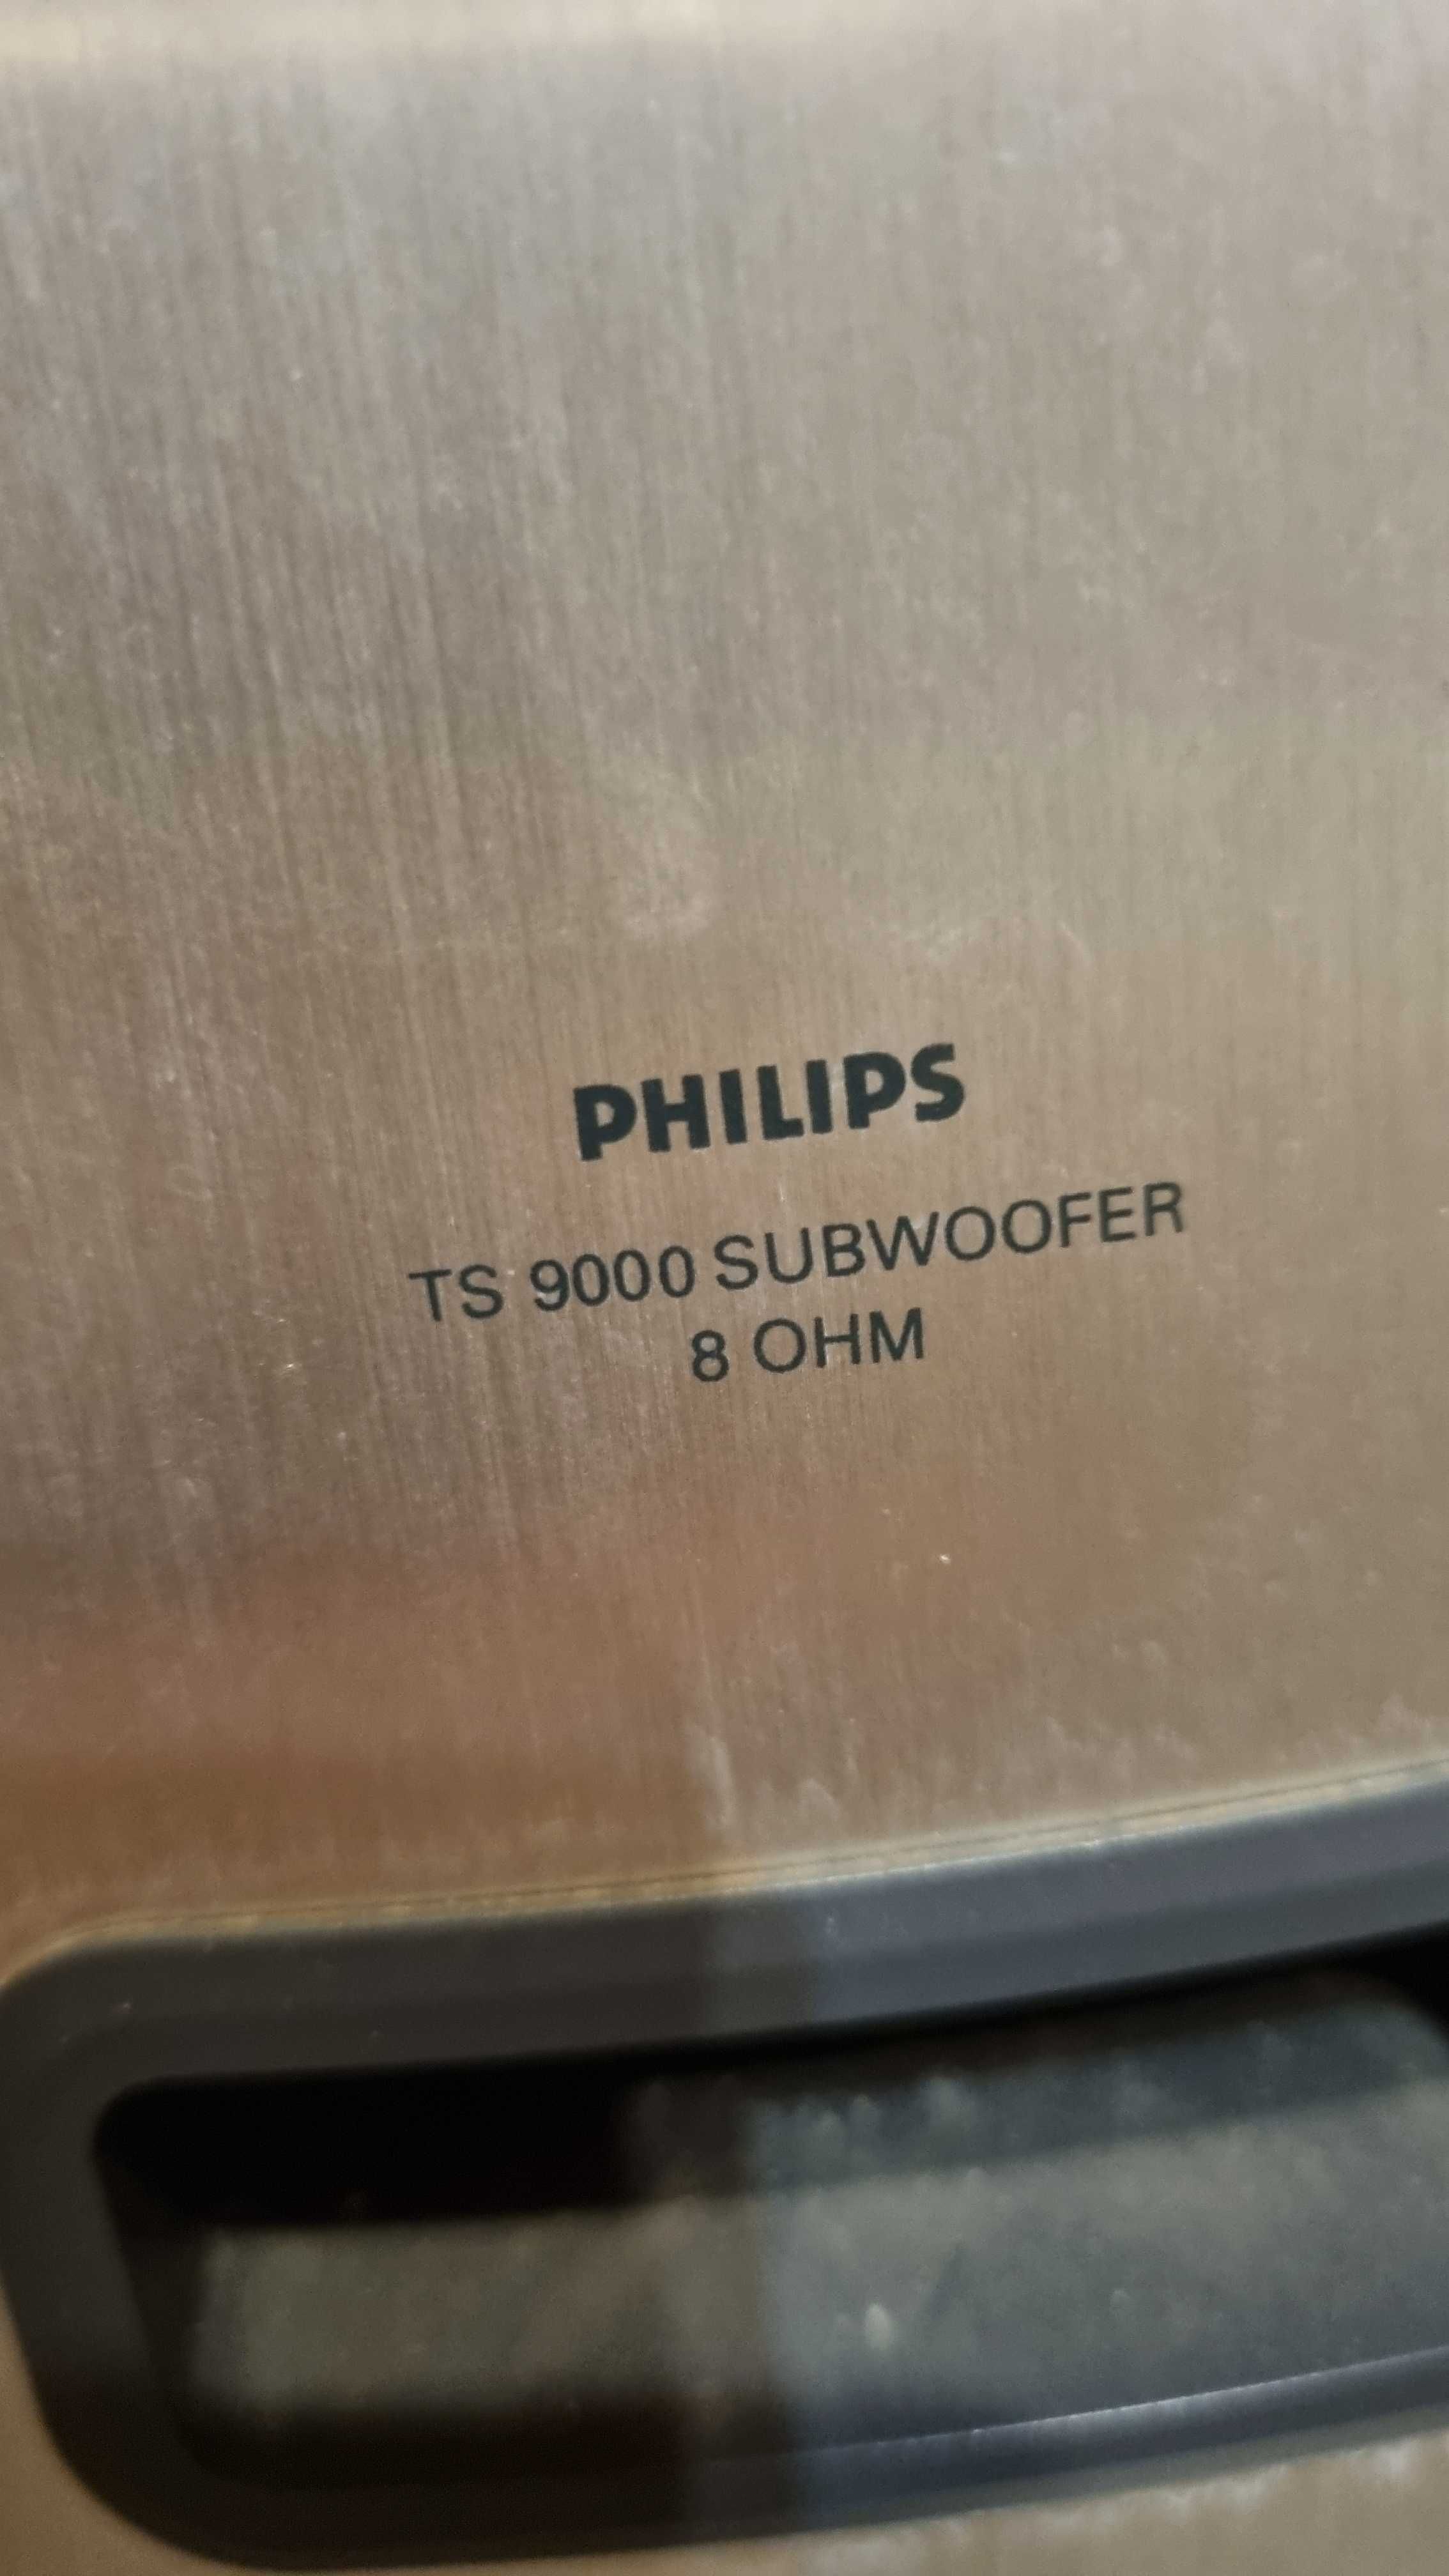 PHILIPS
TS 9000 SUBWOOFER
8 OHM